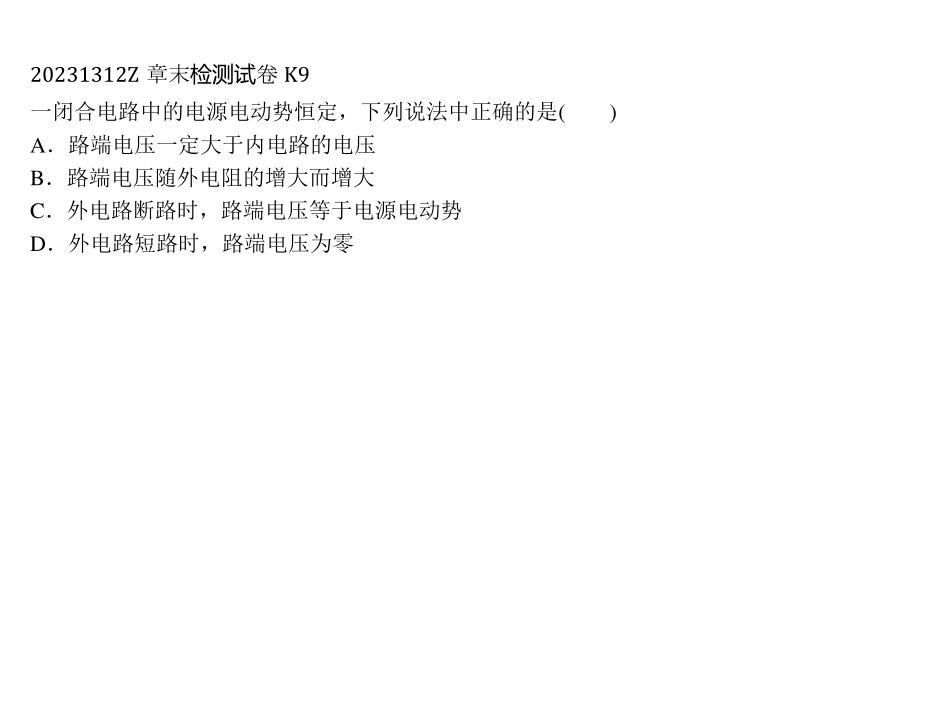 20231312Z 章末检测试卷 K9
一闭合电路中的电源电动势恒定，下列说法中正确的是(　　)
A．路端电压一定大于内电路的电压
B．路端电压随外电阻的增大而增大
C．外电路断路时，路端电压等于电源电动势
D．外电路短路时，路端电压为零